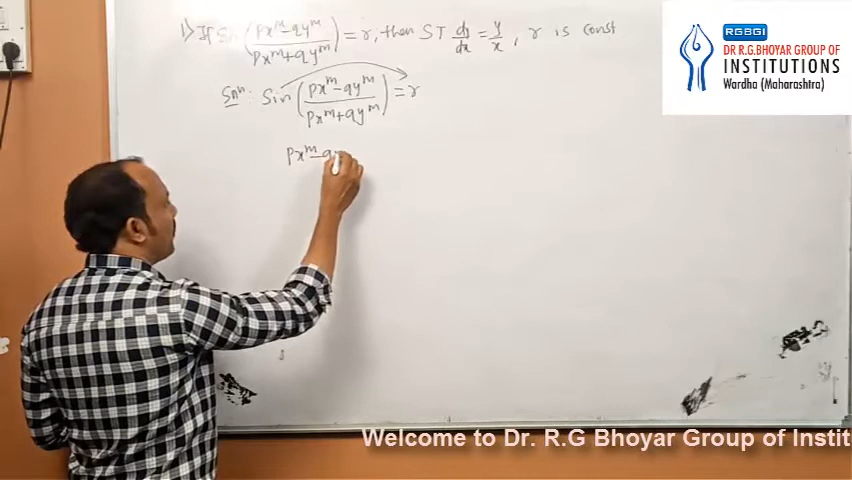 1) If Sin (px^m - qy^m / px^m + qy^m) = r, then ST dy/dx = y/x, r is const
Soln: Sin (px^m - qy^m / px^m + qy^m) = r
px^m - q
RGBGI
DR R.G.BHOYAR GROUP OF
INSTITUTIONS
Wardha (MAHARASHTRA)
Welcome to Dr. R.G Bhoyar Group of Instit